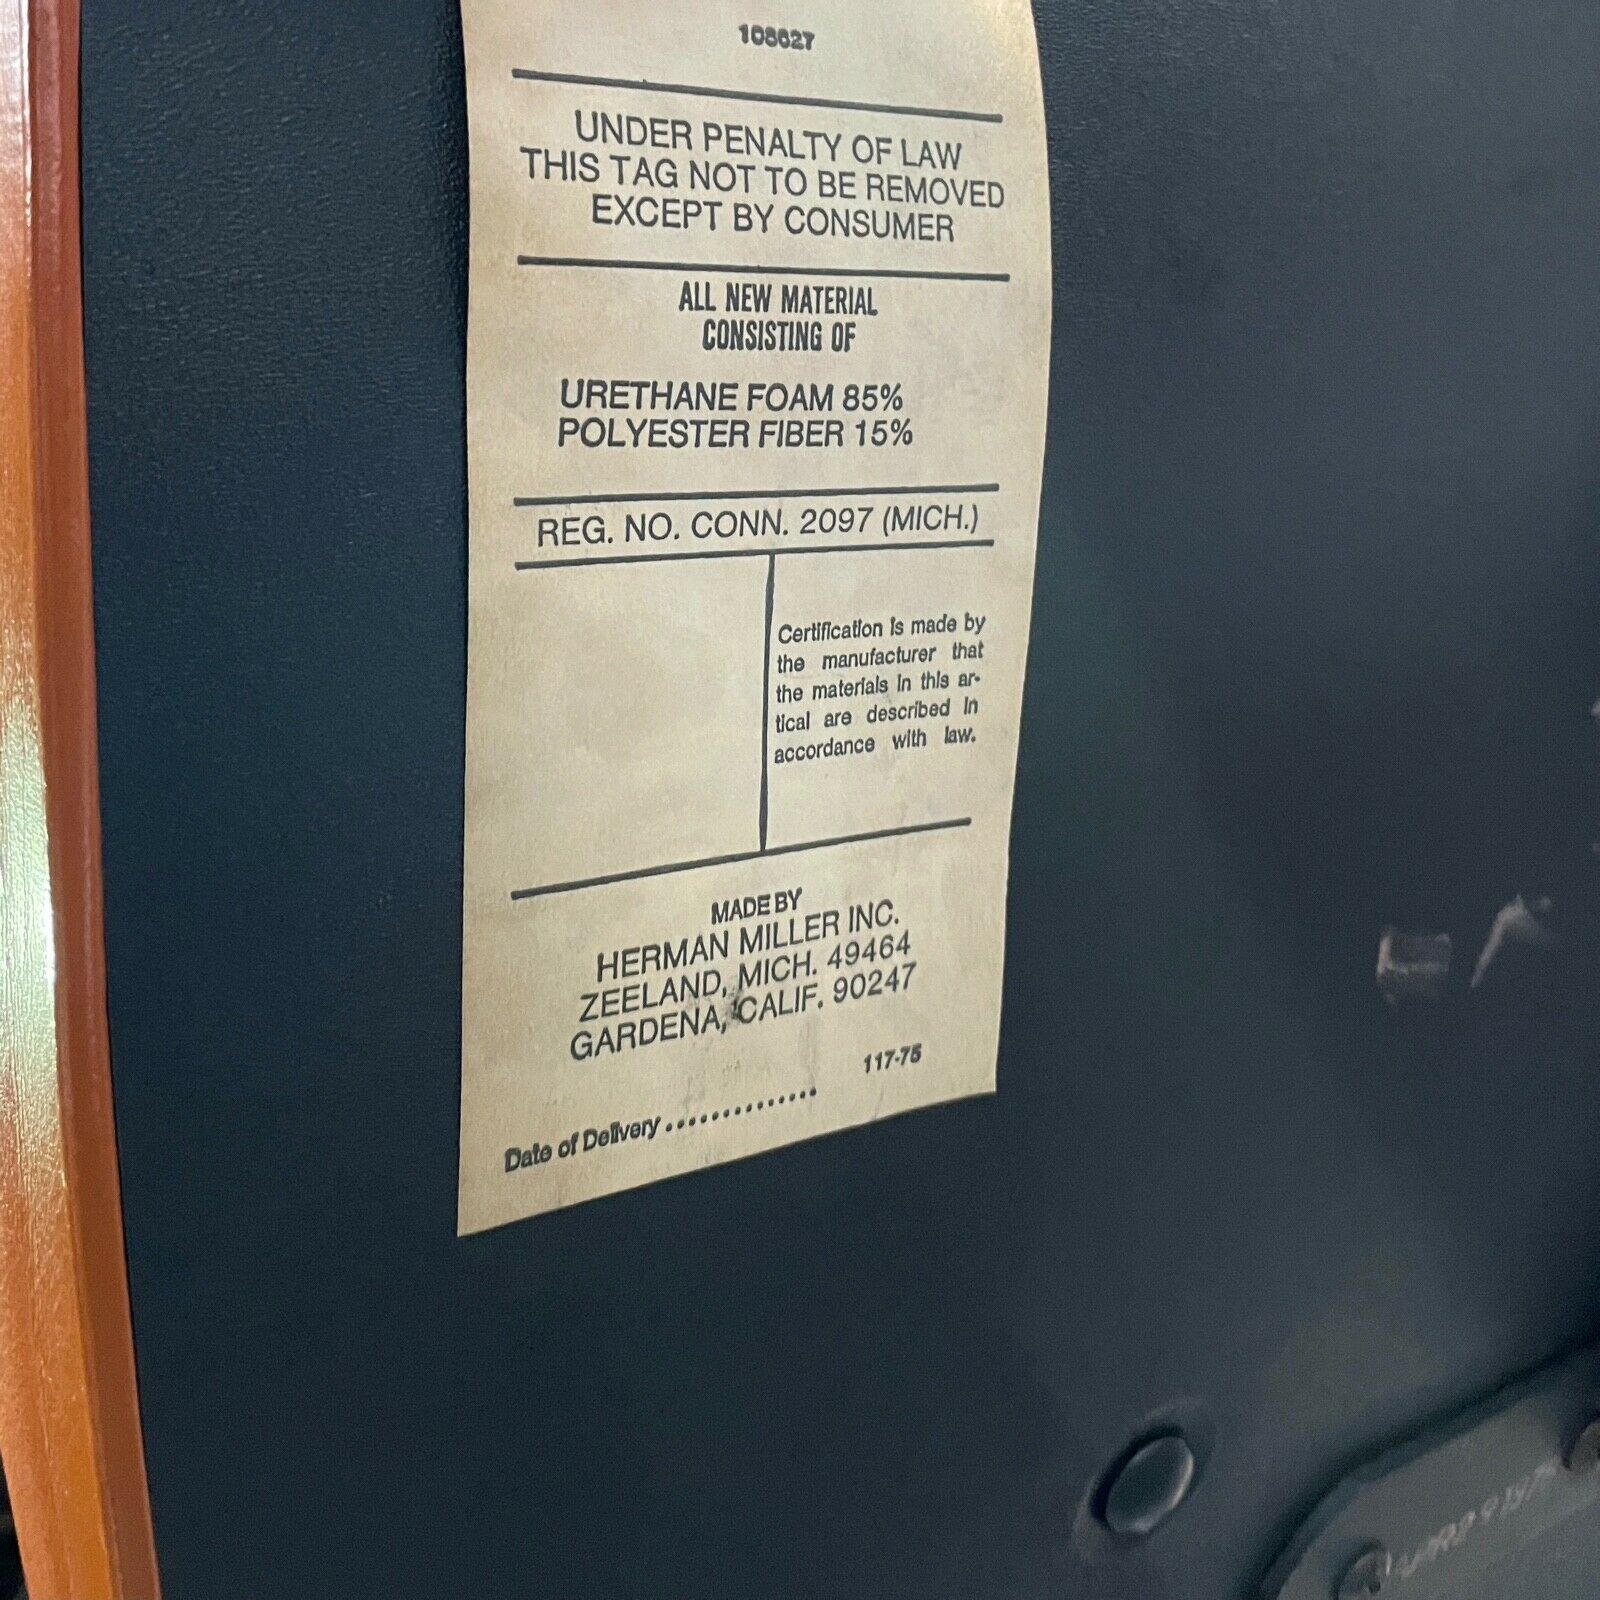 108627
UNDER PENALTY OF LAW
THIS TAG NOT TO BE REMOVED
EXCEPT BY CONSUMER
ALL NEW MATERIAL
CONSISTING OF
URETHANE FOAM 85%
POLYESTER FIBER 15%
REG. NO. CONN. 2097 (MICH.)
Certification is made by
the manufacturer that
the materials in this ar-
tical are described in
accordance with law.
MADE BY
HERMAN MILLER INC.
ZEELAND, MICH. 49464
GARDENA, CALIF. 90247
117-75
Date of Delivery ..............